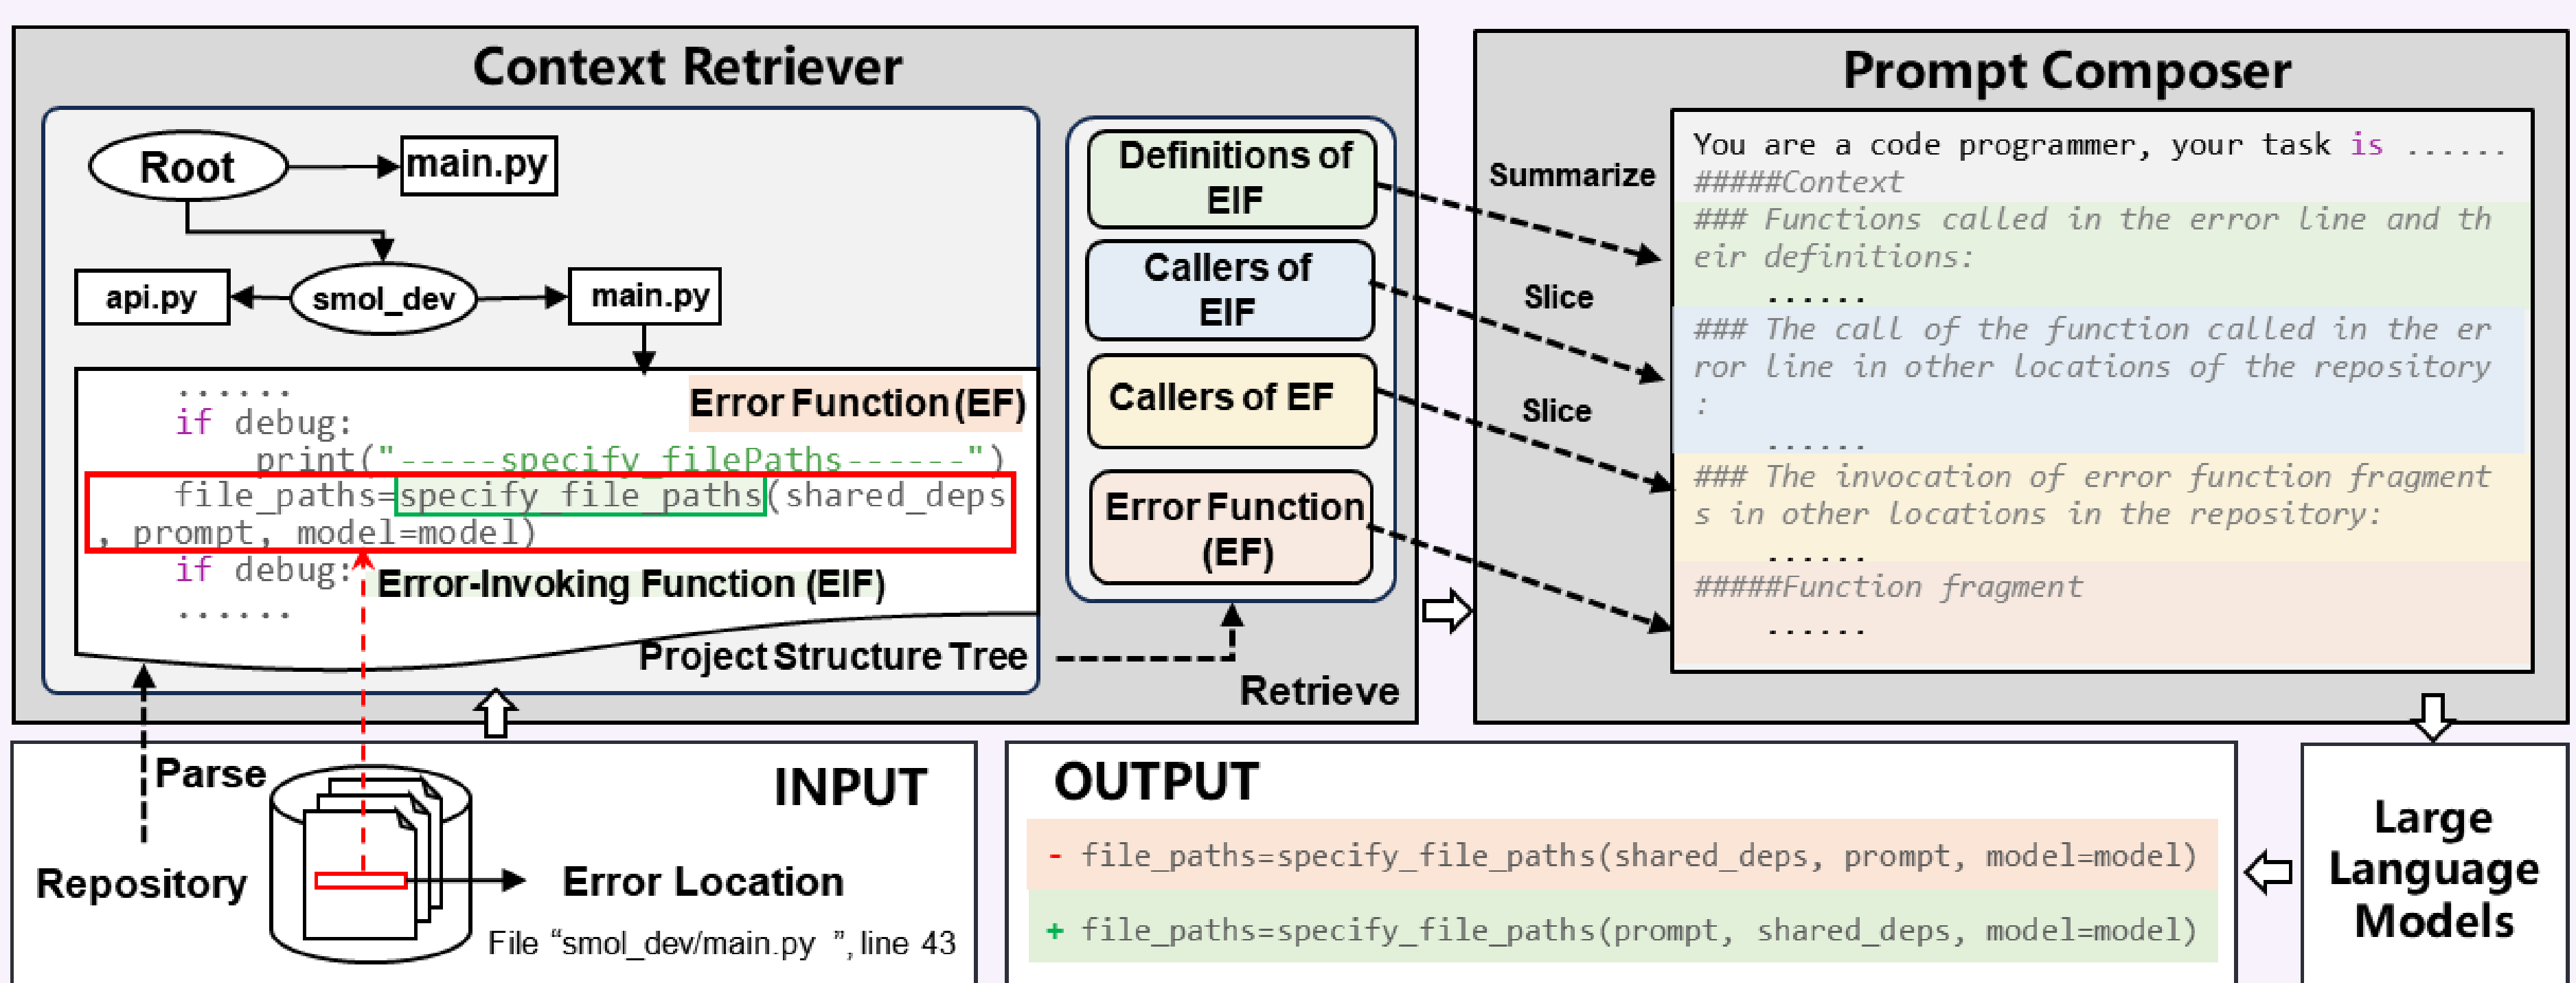 Context Retriever
Root
main.py
api.py
smol_dev
main.py
......
Error Function (EF)
if debug:
print("-----specify_filePaths------")
file_paths=specify_file_paths(shared_deps
, prompt, model=model)
if debug:
Error-Invoking Function (EIF)
......
Project Structure Tree
Definitions of
EIF
Callers of
EIF
Callers of EF
Error Function
(EF)
Retrieve
Prompt Composer
Summarize
Slice
Slice
You are a code programmer, your task is ......
#####Context
### Functions called in the error line and th
eir definitions:
......
### The call of the function called in the er
ror line in other locations of the repository
:
......
### The invocation of error function fragment
s in other locations in the repository:
......
#####Function fragment
......
Parse
INPUT
Repository
Error Location
File “smol_dev/main.py ”, line 43
OUTPUT
- file_paths=specify_file_paths(shared_deps, prompt, model=model)
+ file_paths=specify_file_paths(prompt, shared_deps, model=model)
Large
Language
Models